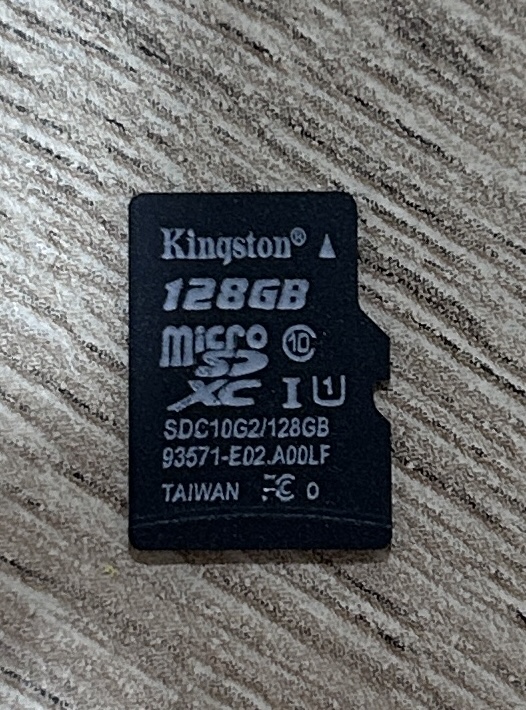 Kingston®
128GB
Micro
SD 10
XC I U1
SDC10G2/128GB
93571-E02.A00LF
TAIWAN FC 0